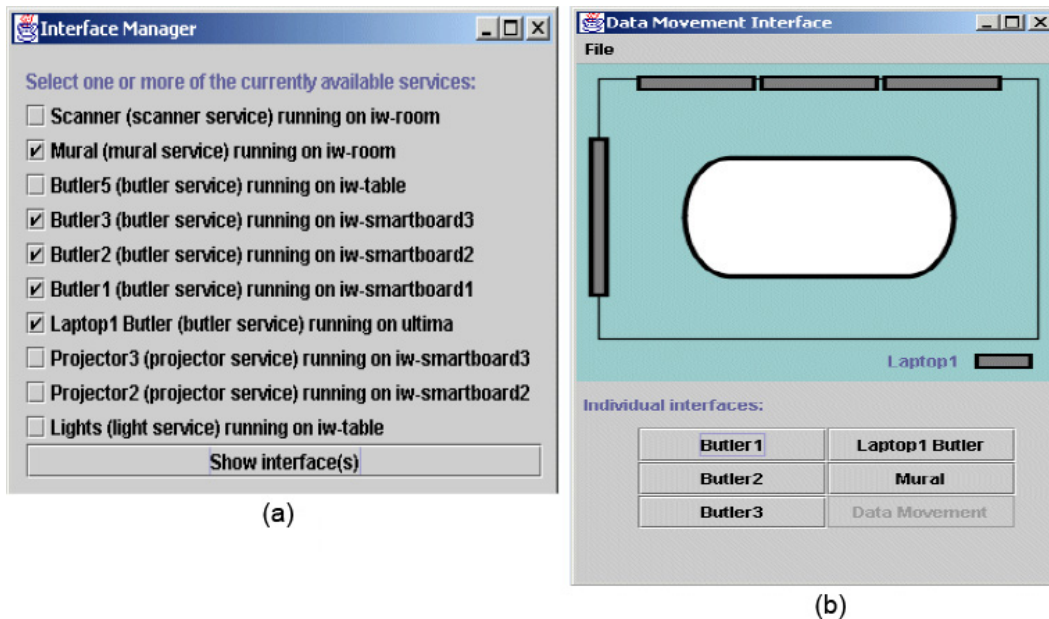 Interface Manager
Select one or more of the currently available services:
Scanner (scanner service) running on iw-room
Mural (mural service) running on iw-room
Butler5 (butler service) running on iw-table
Butler3 (butler service) running on iw-smartboard3
Butler2 (butler service) running on iw-smartboard2
Butler1 (butler service) running on iw-smartboard1
Laptop1 Butler (butler service) running on ultima
Projector3 (projector service) running on iw-smartboard3
Projector2 (projector service) running on iw-smartboard2
Lights (light service) running on iw-table
Show interface(s)
(a)
Data Movement Interface
File
Laptop1
Individual interfaces:
Butler1 Laptop1 Butler
Butler2 Mural
Butler3 Data Movement
(b)